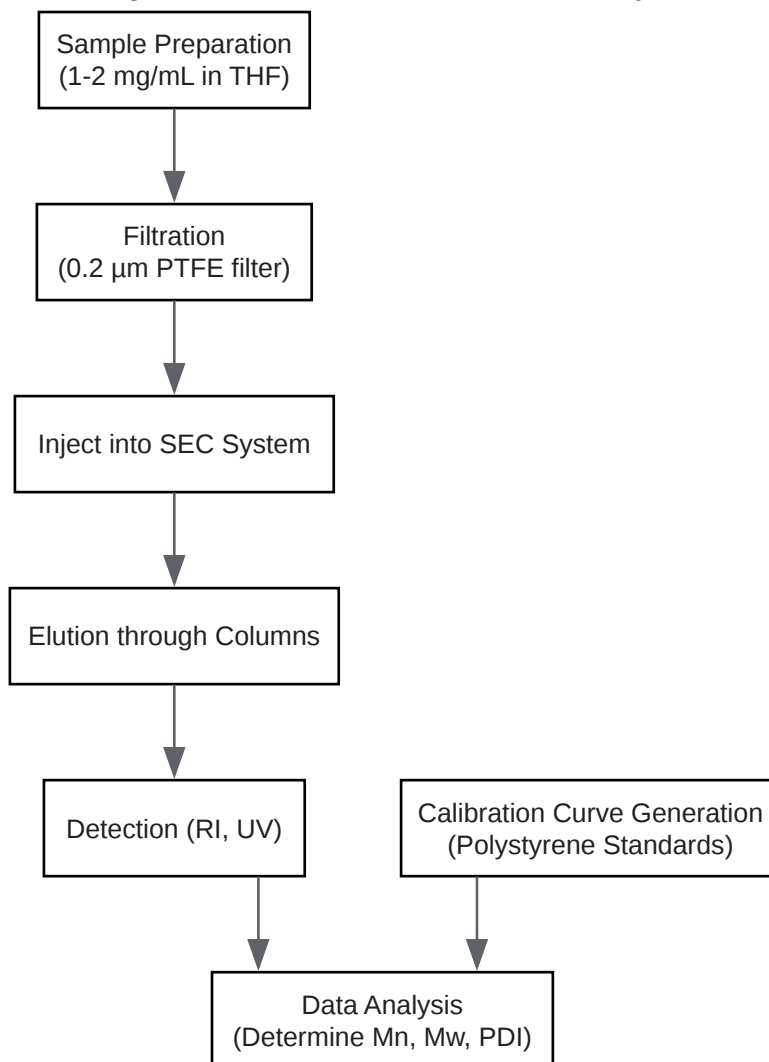 Sample Preparation
(1-2 mg/mL in THF)
Filtration
(0.2 µm PTFE filter)
Inject into SEC System
Elution through Columns
Detection (RI, UV)
Calibration Curve Generation
(Polystyrene Standards)
Data Analysis
(Determine Mn, Mw, PDI)